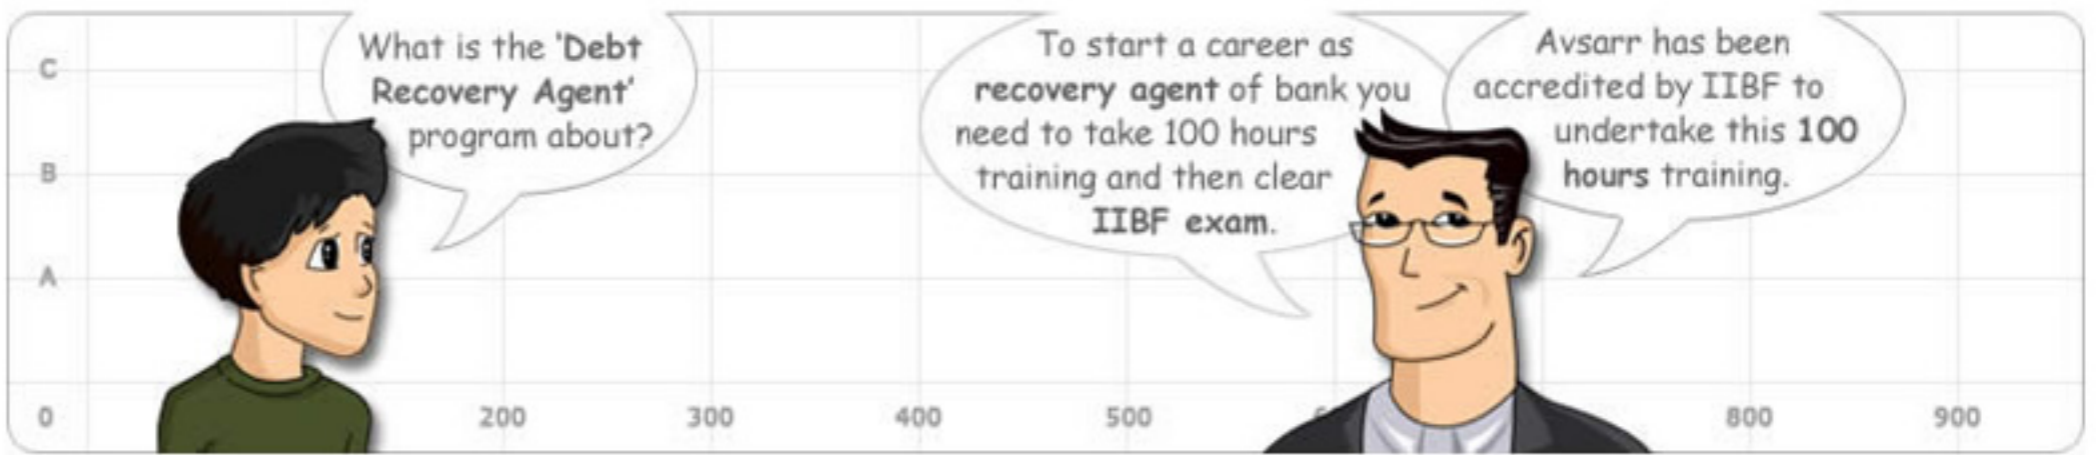 What is the 'Debt
Recovery Agent'
program about?
To start a career as
recovery agent of bank you
need to take 100 hours
training and then clear
IIBF exam.
Avsarr has been
accredited by IIBF to
undertake this 100
hours training.
C
B
A
0
200
300
400
500
800
900